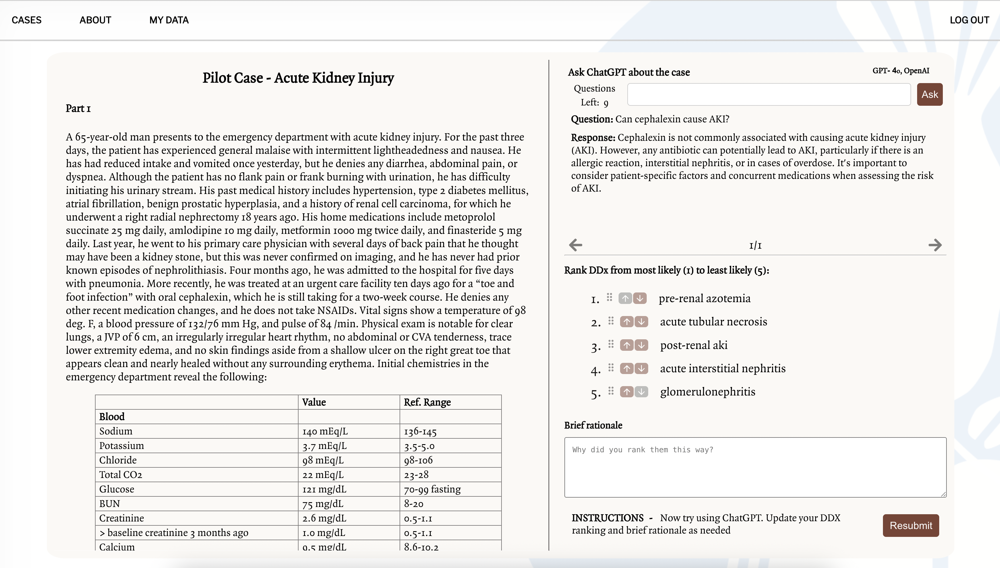 CASES ABOUT MY DATA LOG OUT
Pilot Case - Acute Kidney Injury
Part 1
A 65-year-old man presents to the emergency department with acute kidney injury. For the past three
days, the patient has experienced general malaise with intermittent lightheadedness and nausea. He
has had reduced intake and vomited once yesterday, but he denies any diarrhea, abdominal pain, or
dyspnea. Although the patient has no flank pain or frank burning with urination, he has difficulty
initiating his urinary stream. His past medical history includes hypertension, type 2 diabetes mellitus,
atrial fibrillation, benign prostatic hyperplasia, and a history of renal cell carcinoma, for which he
underwent a right radial nephrectomy 18 years ago. His home medications include metoprolol
succinate 25 mg daily, amlodipine 10 mg daily, metformin 1000 mg twice daily, and finasteride 5 mg
daily. Last year, he went to his primary care physician with several days of back pain that he thought
may have been a kidney stone, but this was never confirmed on imaging, and he has never had prior
known episodes of nephrolithiasis. Four months ago, he was admitted to the hospital for five days
with pneumonia. More recently, he was treated at an urgent care facility ten days ago for a “toe and
foot infection” with oral cephalexin, which he is still taking for a two-week course. He denies any
other recent medication changes, and he does not take NSAIDs. Vital signs show a temperature of 98
deg. F, a blood pressure of 132/76 mm Hg, and pulse of 84 /min. Physical exam is notable for clear
lungs, a JVP of 6 cm, an irregularly irregular heart rhythm, no abdominal or CVA tenderness, trace
lower extremity edema, and no skin findings aside from a shallow ulcer on the right great toe that
appears clean and nearly healed without any surrounding erythema. Initial chemistries in the
emergency department reveal the following:
Value Ref. Range
Blood
Sodium 140 mEq/L 136-145
Potassium 3.7 mEq/L 3.5-5.0
Chloride 98 mEq/L 98-106
Total CO2 22 mEq/L 23-28
Glucose 121 mg/dL 70-99 fasting
BUN 75 mg/dL 8-20
Creatinine 2.6 mg/dL 0.5-1.1
> baseline creatinine 3 months ago 1.0 mg/dL 0.5-1.1
Calcium 9.5 mg/dL 8.6-10.2
Ask ChatGPT about the case
GPT- 4o, OpenAI
Questions
Left: 9
Ask
Question: Can cephalexin cause AKI?
Response: Cephalexin is not commonly associated with causing acute kidney injury
(AKI). However, any antibiotic can potentially lead to AKI, particularly if there is an
allergic reaction, interstitial nephritis, or in cases of overdose. It's important to
consider patient-specific factors and concurrent medications when assessing the risk
of AKI.
1/1
Rank DDx from most likely (1) to least likely (5):
1. pre-renal azotemia
2. acute tubular necrosis
3. post-renal aki
4. acute interstitial nephritis
5. glomerulonephritis
Brief rationale
Why did you rank them this way?
INSTRUCTIONS - Now try using ChatGPT. Update your DDX
ranking and brief rationale as needed
Resubmit